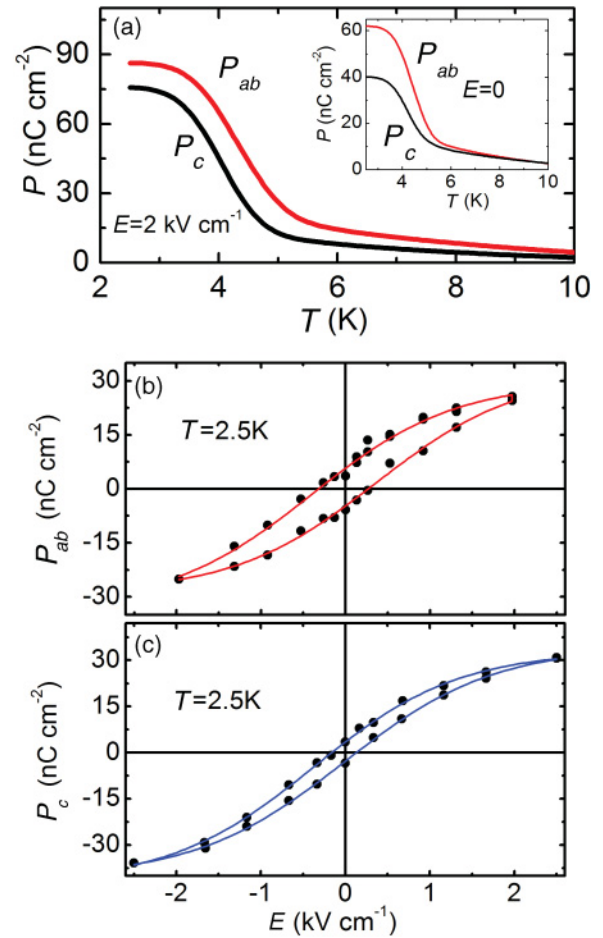 (a)
P (nC cm⁻²)
90
60
30
0
P_ab
P_c
E=2 kV cm⁻¹
2
4
6
8
10
T (K)
P (nC cm⁻²)
60
40
20
0
P_ab
E=0
P_c
4
6
8
10
T (K)
(b)
T=2.5K
P_ab (nC cm⁻²)
30
15
0
-15
-30
(c)
T=2.5K
P_c (nC cm⁻²)
30
15
0
-15
-30
-2
-1
0
1
2
E (kV cm⁻¹)